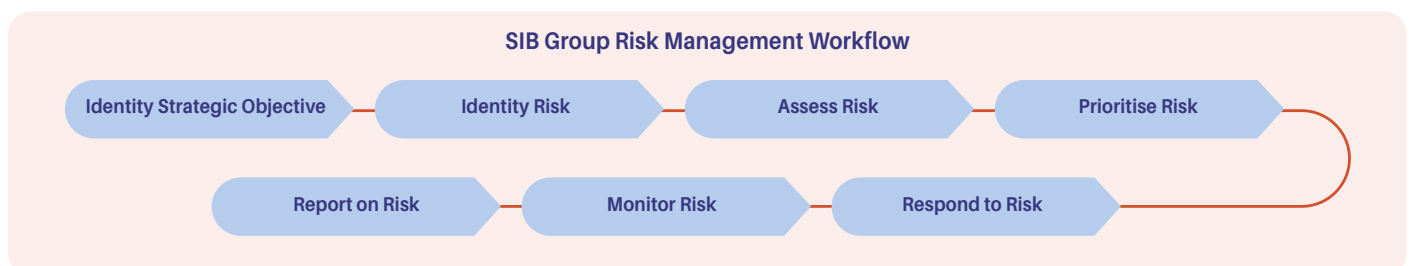 SIB Group Risk Management Workflow
Identity Strategic Objective
Identity Risk
Assess Risk
Prioritise Risk
Respond to Risk
Monitor Risk
Report on Risk